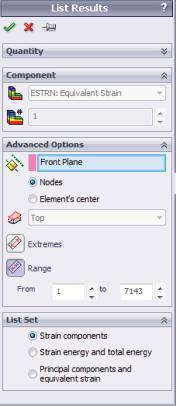 List Results
?
Quantity
Component
ESTRN: Equivalent Strain
1
Advanced Options
Front Plane
Nodes
Element's center
Top
Extremes
Range
From 1 to 7143
List Set
Strain components
Strain energy and total energy
Principal components and
equivalent strain